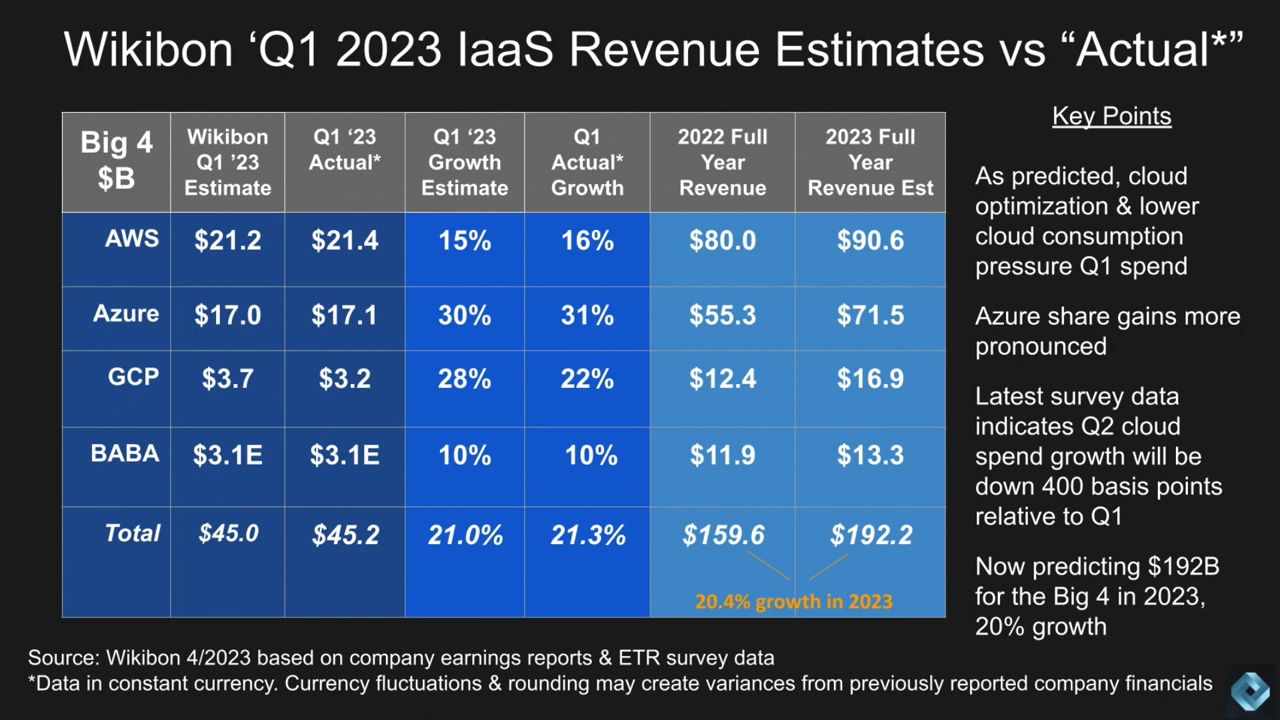 Wikibon ‘Q1 2023 IaaS Revenue Estimates vs “Actual*”
Big 4
$B
Wikibon
Q1 ’23
Estimate
Q1 ‘23
Actual*
Q1 ‘23
Growth
Estimate
Q1
Actual*
Growth
2022 Full
Year
Revenue
2023 Full
Year
Revenue Est
AWS $21.2 $21.4 15% 16% $80.0 $90.6
Azure $17.0 $17.1 30% 31% $55.3 $71.5
GCP $3.7 $3.2 28% 22% $12.4 $16.9
BABA $3.1E $3.1E 10% 10% $11.9 $13.3
Total $45.0 $45.2 21.0% 21.3% $159.6 $192.2
20.4% growth in 2023
Key Points
As predicted, cloud
optimization & lower
cloud consumption
pressure Q1 spend
Azure share gains more
pronounced
Latest survey data
indicates Q2 cloud
spend growth will be
down 400 basis points
relative to Q1
Now predicting $192B
for the Big 4 in 2023,
20% growth
Source: Wikibon 4/2023 based on company earnings reports & ETR survey data
*Data in constant currency. Currency fluctuations & rounding may create variances from previously reported company financials